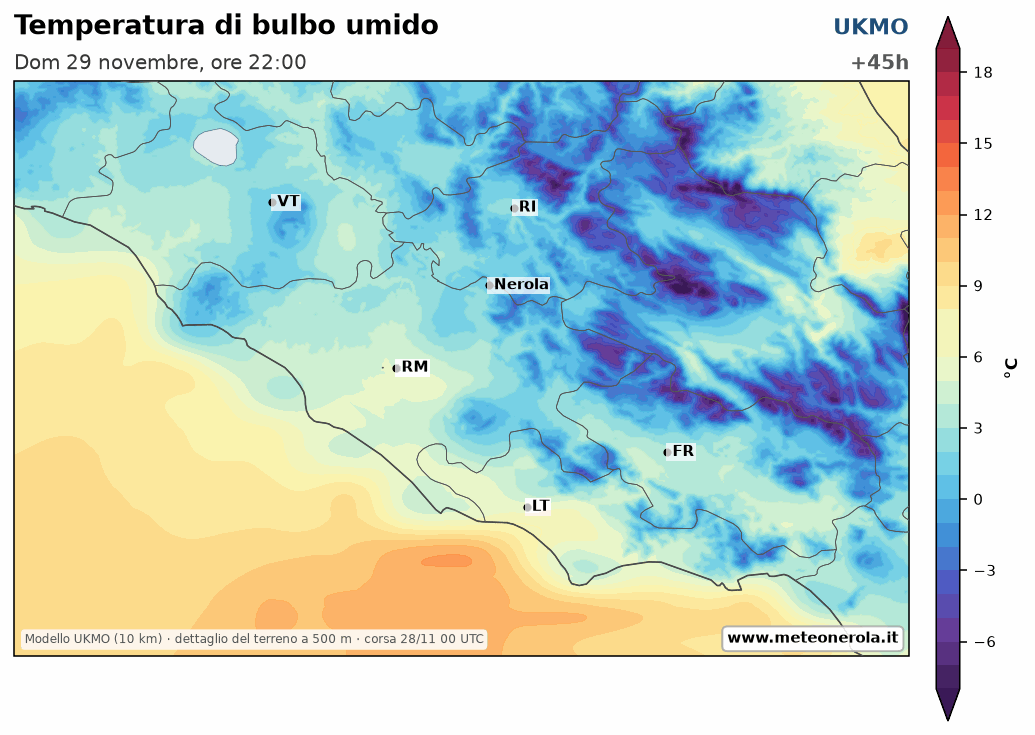 Temperatura di bulbo umido
UKMO
Dom 29 novembre, ore 22:00
+45h
VT
RI
Nerola
RM
FR
LT
18
15
12
9
6
3
0
−3
−6
°C
Modello UKMO (10 km) · dettaglio del terreno a 500 m · corsa 28/11 00 UTC
www.meteonerola.it